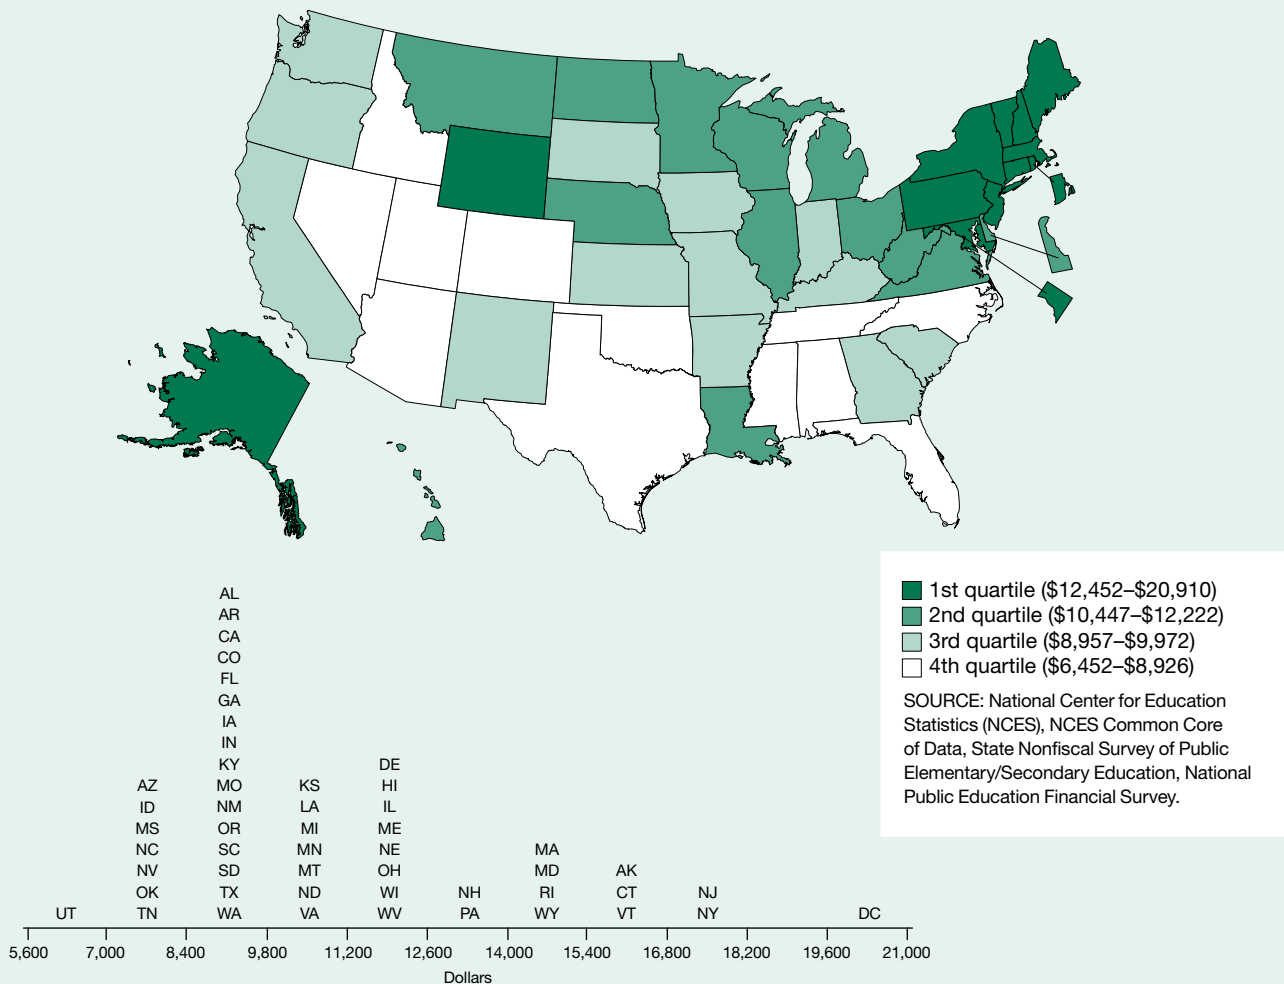 1st quartile ($12,452–$20,910)
2nd quartile ($10,447–$12,222)
3rd quartile ($8,957–$9,972)
4th quartile ($6,452–$8,926)
SOURCE: National Center for Education
Statistics (NCES), NCES Common Core
of Data, State Nonfiscal Survey of Public
Elementary/Secondary Education, National
Public Education Financial Survey.
AL
AR
CA
CO
FL
GA
IA
IN
KY DE
AZ MO KS HI
ID NM LA IL
MS OR MI ME
NC SC MN NE MA
NV SD MT OH MD AK
OK TX ND WI NH RI CT NJ
UT TN WA VA WV PA WY VT NY DC
5,600 7,000 8,400 9,800 11,200 12,600 14,000 15,400 16,800 18,200 19,600 21,000
Dollars